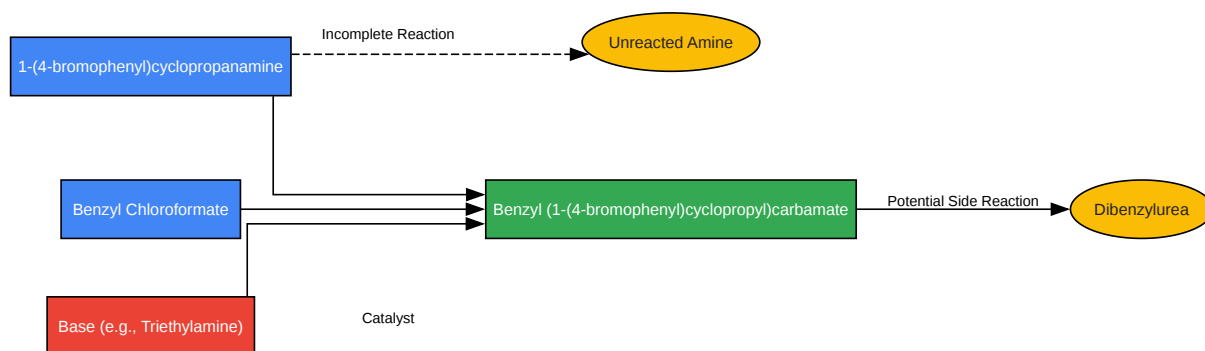 Incomplete Reaction
Unreacted Amine
1-(4-bromophenyl)cyclopropanamine
Benzyl Chloroformate
Benzyl (1-(4-bromophenyl)cyclopropyl)carbamate
Potential Side Reaction
Dibenzylurea
Base (e.g., Triethylamine)
Catalyst